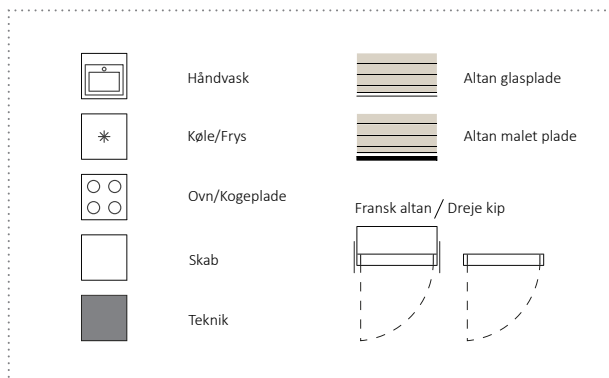 Håndvask
Køle/Frys
Ovn/Kogeplade
Skab
Teknik
Altan glasplade
Altan malet plade
Fransk altan / Dreje kip